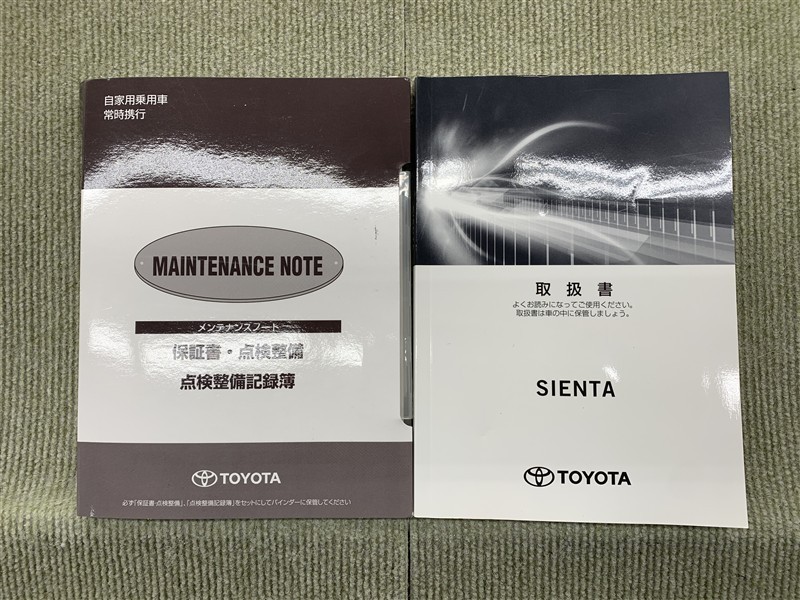 自家用乗用車
常時携行
MAINTENANCE NOTE
メンテナンスノート
保証書・点検整備
点検整備記録簿
TOYOTA
必ず「保証書・点検整備」、「点検整備記録簿」をセットにしてバインダーに保管してください
取扱書
よくお読みになってご使用ください。
取扱書は車の中に保管しましょう。
SIENTA
TOYOTA